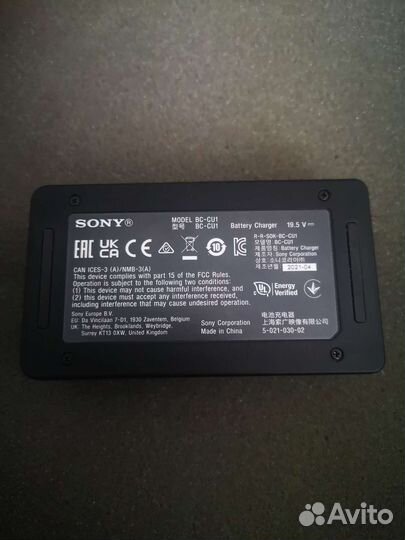 SONY®
MODEL BC-CU1
型号 BC-CU1
Battery Charger 19.5 V
R-R-SOK-BC-CU1
모델명: BC-CU1
제품명칭: Battery Charger
제조자: Sony Corporation
상호: 소니코리아㈜
제조년월: 2021-04
EAC
UK
CA
CE
10
CAN ICES-3 (A)/NMB-3(A)
This device complies with part 15 of the FCC Rules.
Operation is subject to the following two conditions:
(1) This device may not cause harmful interference, and
(2) this device must accept any interference received,
including interference that may cause undesired operation.
Energy
Verified
Sony Europe B.V.
EU: Da Vincilaan 7-D1, 1930 Zaventem, Belgium
UK: The Heights, Brooklands, Weybridge,
Surrey KT13 0XW, United Kingdom
Sony Corporation
Made in China
电池充电器
上海索广映像有限公司
5-021-030-02
Avito